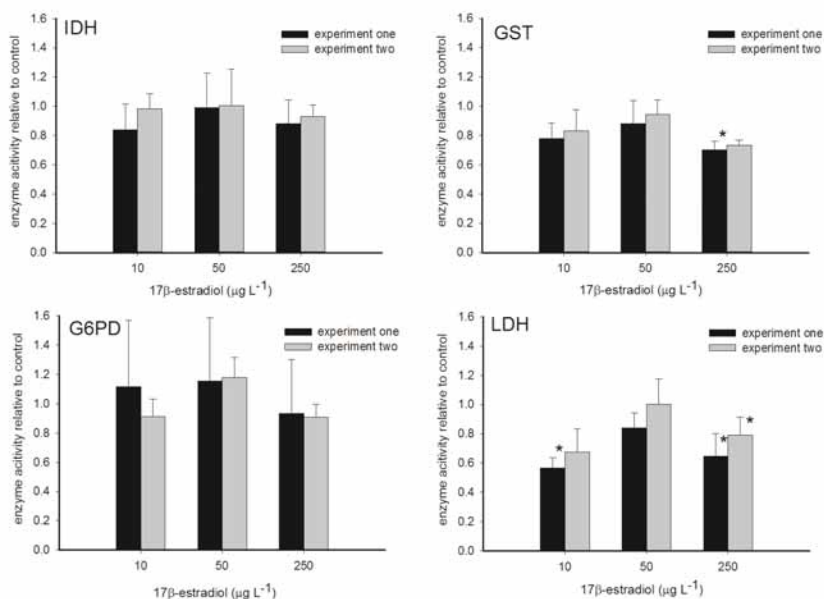 IDH
experiment one
experiment two
enzyme acitivity relative to control
1.6
1.4
1.2
1.0
0.8
0.6
0.4
0.2
0.0
10
50
250
17β-estradiol (µg L⁻¹)
GST
experiment one
experiment two
enzyme acitivity relative to control
1.6
1.4
1.2
1.0
0.8
0.6
0.4
0.2
0.0
*
10
50
250
17β-estradiol (µg L⁻¹)
G6PD
experiment one
experiment two
enzyme acitivity relative to control
1.6
1.4
1.2
1.0
0.8
0.6
0.4
0.2
0.0
10
50
250
17β-estradiol (µg L⁻¹)
LDH
experiment one
experiment two
enzyme acitivity relative to control
1.6
1.4
1.2
1.0
0.8
0.6
0.4
0.2
0.0
*
*
*
10
50
250
17β-estradiol (µg L⁻¹)